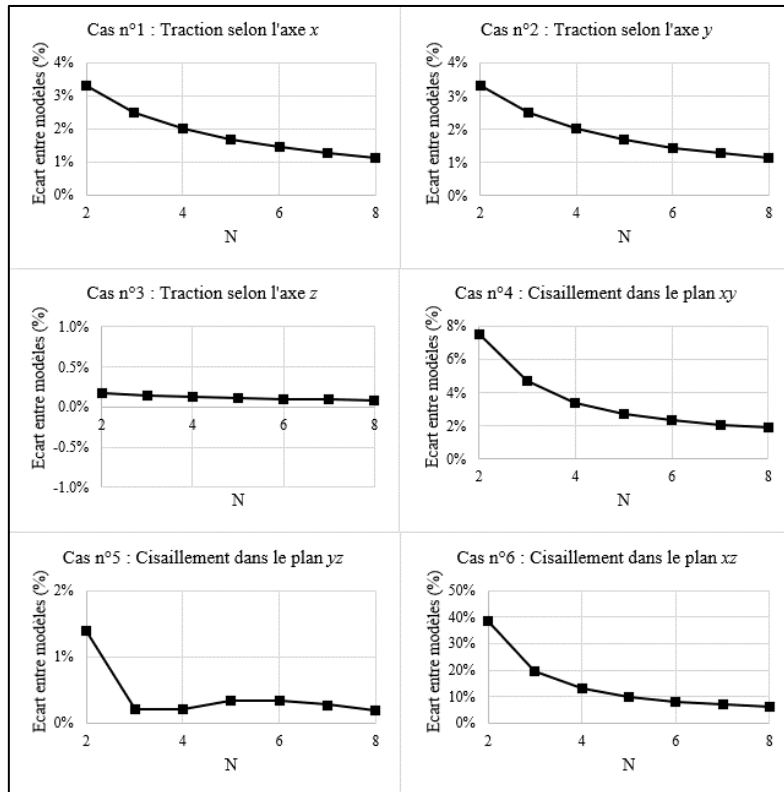 Cas n°1 : Traction selon l'axe x
Ecart entre modèles (%)
4%
3%
2%
1%
0%
2 4 6 8
N
Cas n°2 : Traction selon l'axe y
Ecart entre modèles (%)
4%
3%
2%
1%
0%
2 4 6 8
N
Cas n°3 : Traction selon l'axe z
Ecart entre modèles (%)
1.0%
0.5%
0.0%
-0.5%
-1.0%
2 4 6 8
N
Cas n°4 : Cisaillement dans le plan xy
Ecart entre modèles (%)
8%
6%
4%
2%
0%
2 4 6 8
N
Cas n°5 : Cisaillement dans le plan yz
Ecart entre modèles (%)
2%
1%
0%
2 4 6 8
N
Cas n°6 : Cisaillement dans le plan xz
Ecart entre modèles (%)
50%
40%
30%
20%
10%
0%
2 4 6 8
N